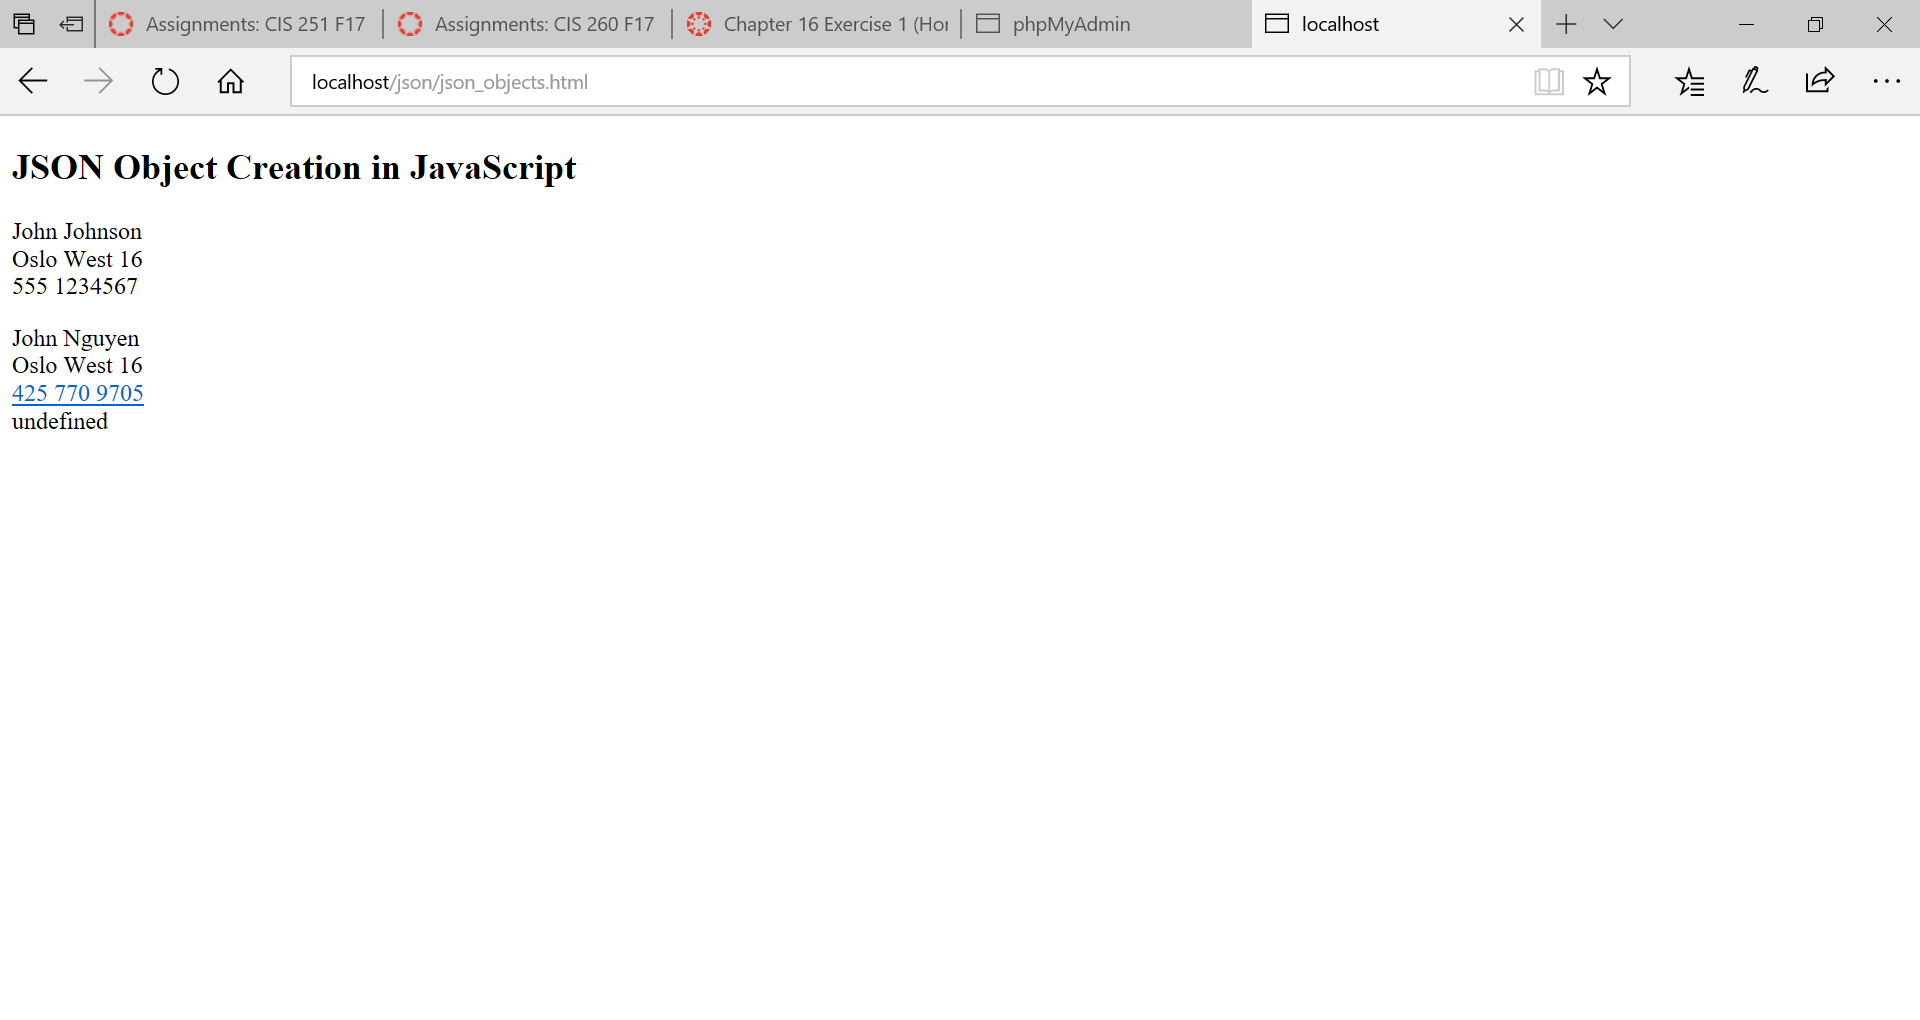 Assignments: CIS 251 F17
Assignments: CIS 260 F17
Chapter 16 Exercise 1 (Hor
phpMyAdmin
localhost
localhost/json/json_objects.html
JSON Object Creation in JavaScript
John Johnson
Oslo West 16
555 1234567
John Nguyen
Oslo West 16
425 770 9705
undefined